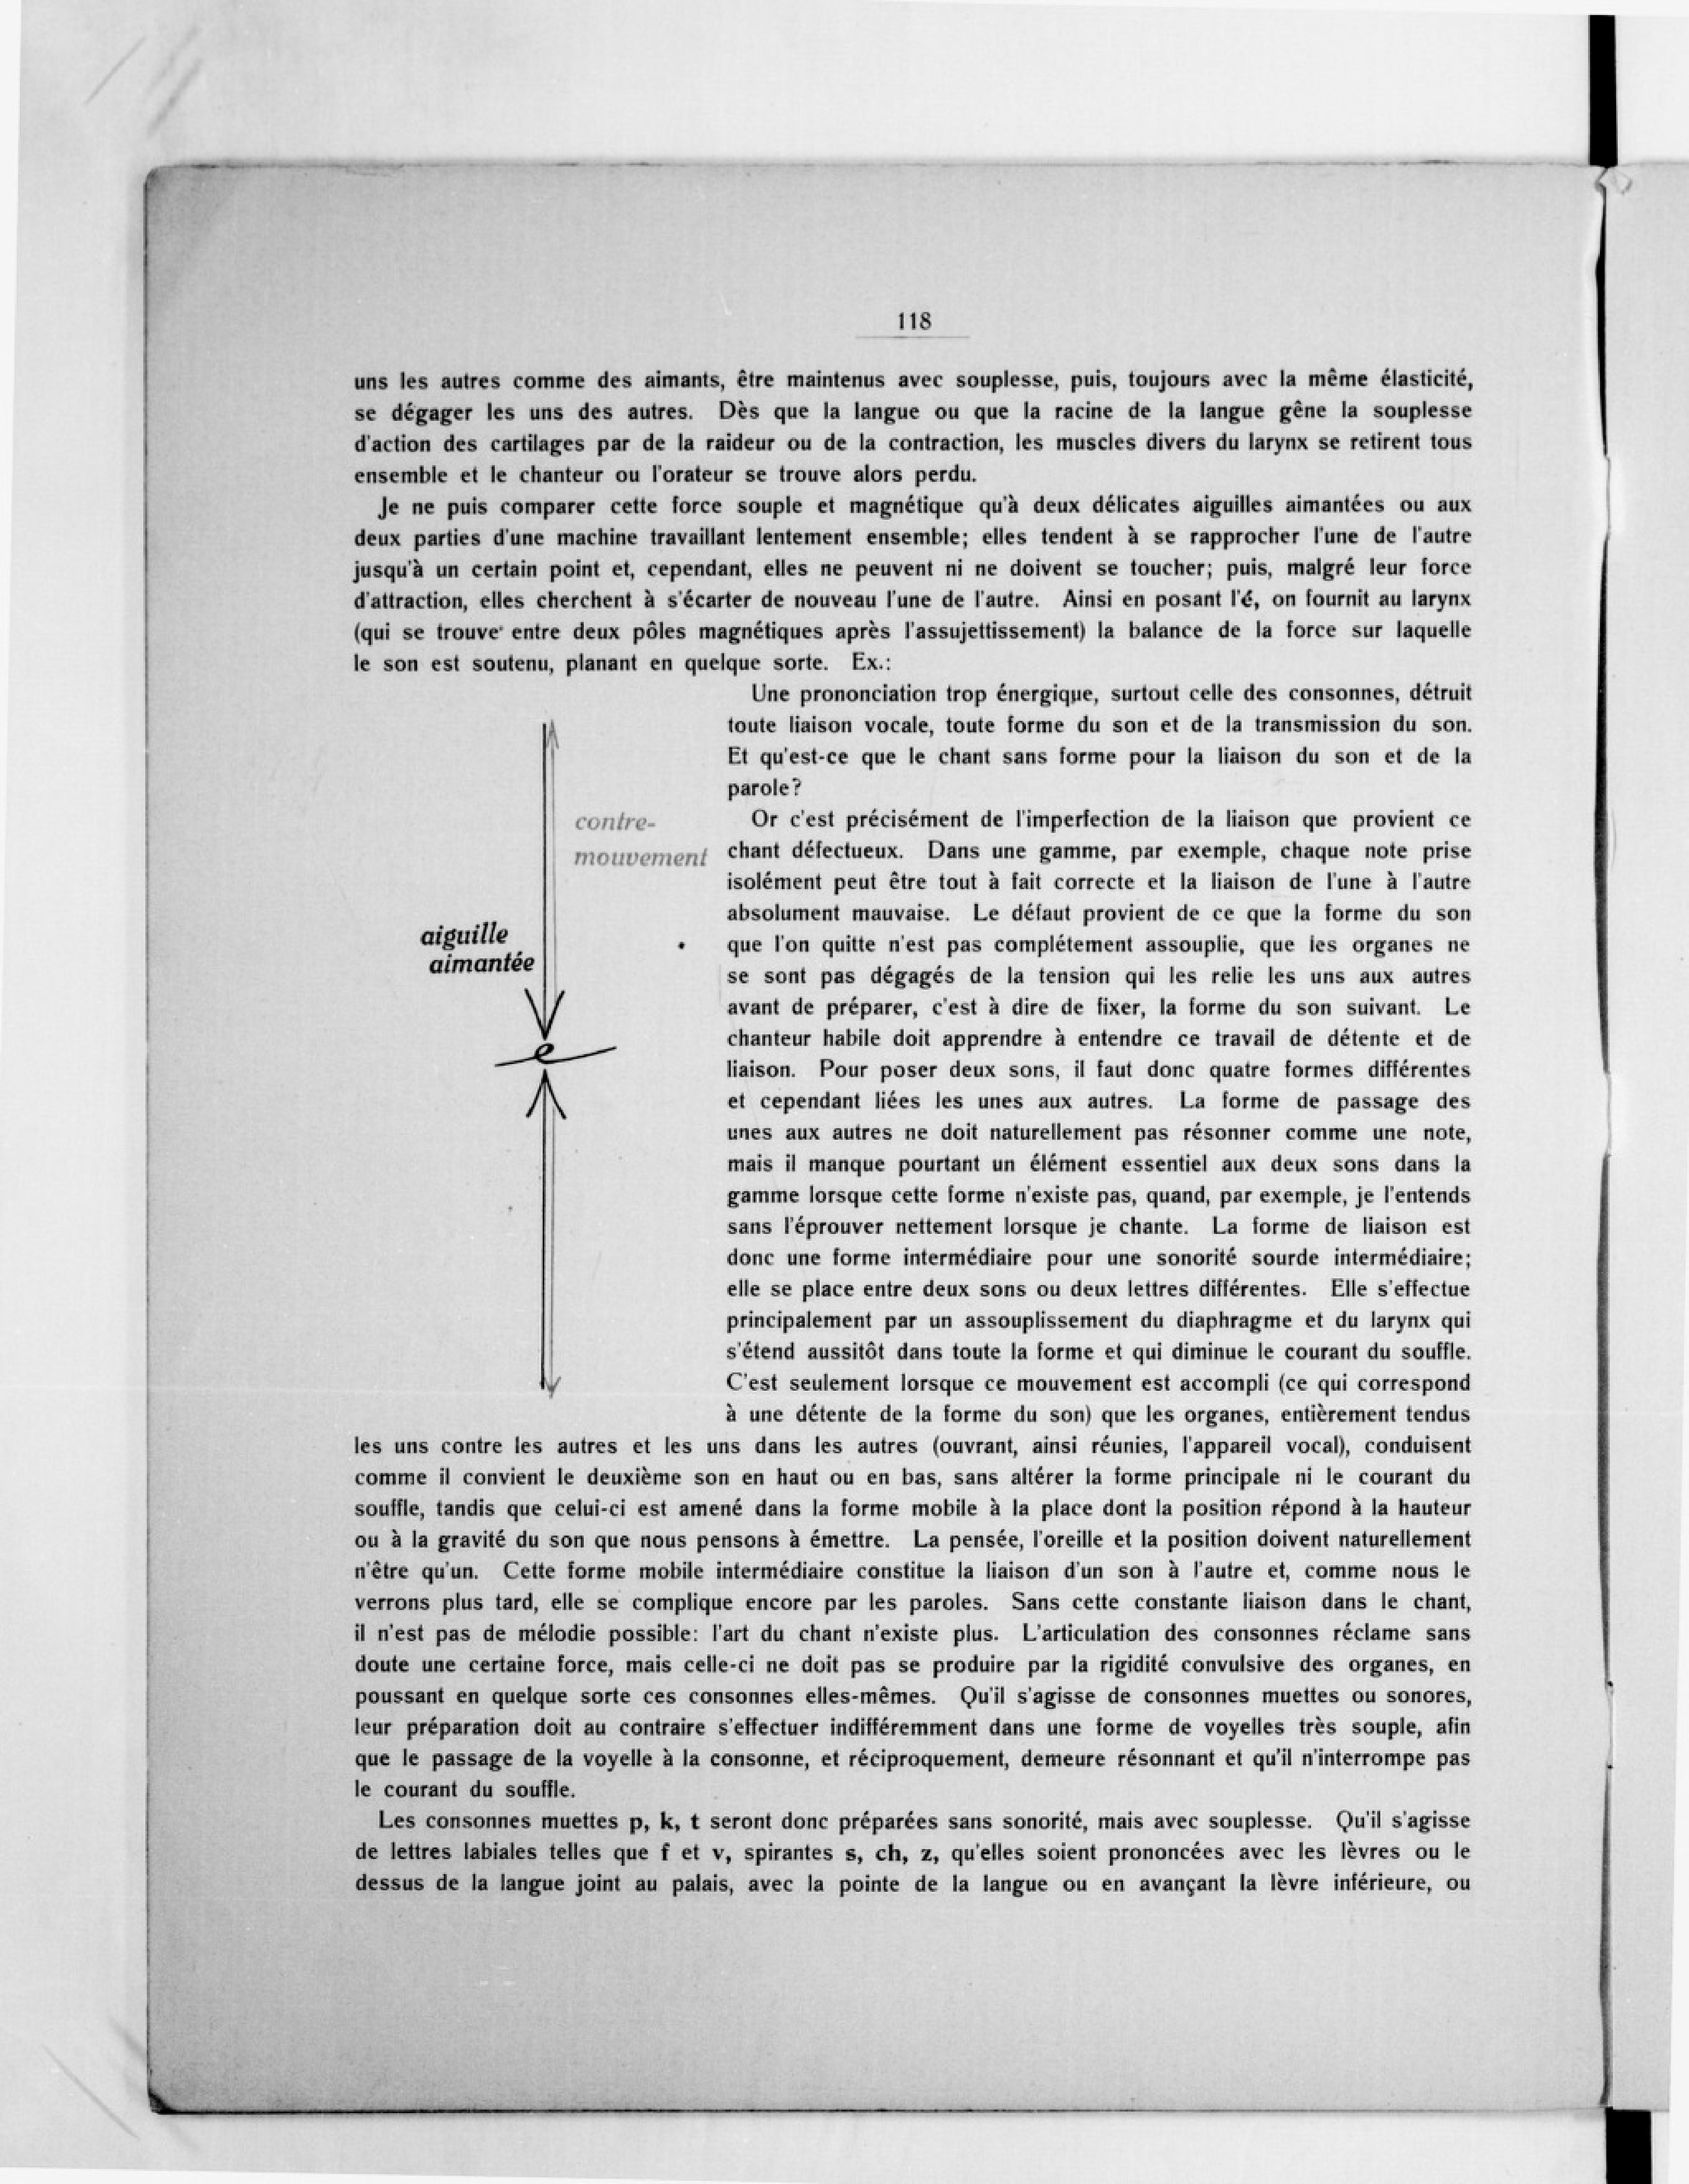 118
uns les autres comme des aimants, être maintenus avec souplesse, puis, toujours avec la même élasticité,
se dégager les uns des autres. Dès que la langue ou que la racine de la langue gêne la souplesse
d'action des cartilages par de la raideur ou de la contraction, les muscles divers du larynx se retirent tous
ensemble et le chanteur ou l'orateur se trouve alors perdu.
Je ne puis comparer cette force souple et magnétique qu'à deux délicates aiguilles aimantées ou aux
deux parties d'une machine travaillant lentement ensemble; elles tendent à se rapprocher l'une de l'autre
jusqu'à un certain point et, cependant, elles ne peuvent ni ne doivent se toucher; puis, malgré leur force
d'attraction, elles cherchent à s'écarter de nouveau l'une de l'autre. Ainsi en posant l'é, on fournit au larynx
(qui se trouve entre deux pôles magnétiques après l'assujettissement) la balance de la force sur laquelle
le son est soutenu, planant en quelque sorte. Ex.:
contre-
mouvement
aiguille
aimantée
e
Une prononciation trop énergique, surtout celle des consonnes, détruit
toute liaison vocale, toute forme du son et de la transmission du son.
Et qu'est-ce que le chant sans forme pour la liaison du son et de la
parole?
Or c'est précisément de l'imperfection de la liaison que provient ce
chant défectueux. Dans une gamme, par exemple, chaque note prise
isolément peut être tout à fait correcte et la liaison de l'une à l'autre
absolument mauvaise. Le défaut provient de ce que la forme du son
que l'on quitte n'est pas complétement assouplie, que les organes ne
se sont pas dégagés de la tension qui les relie les uns aux autres
avant de préparer, c'est à dire de fixer, la forme du son suivant. Le
chanteur habile doit apprendre à entendre ce travail de détente et de
liaison. Pour poser deux sons, il faut donc quatre formes différentes
et cependant liées les unes aux autres. La forme de passage des
unes aux autres ne doit naturellement pas résonner comme une note,
mais il manque pourtant un élément essentiel aux deux sons dans la
gamme lorsque cette forme n'existe pas, quand, par exemple, je l'entends
sans l'éprouver nettement lorsque je chante. La forme de liaison est
donc une forme intermédiaire pour une sonorité sourde intermédiaire;
elle se place entre deux sons ou deux lettres différentes. Elle s'effectue
principalement par un assouplissement du diaphragme et du larynx qui
s'étend aussitôt dans toute la forme et qui diminue le courant du souffle.
C'est seulement lorsque ce mouvement est accompli (ce qui correspond
à une détente de la forme du son) que les organes, entièrement tendus
les uns contre les autres et les uns dans les autres (ouvrant, ainsi réunies, l'appareil vocal), conduisent
comme il convient le deuxième son en haut ou en bas, sans altérer la forme principale ni le courant du
souffle, tandis que celui-ci est amené dans la forme mobile à la place dont la position répond à la hauteur
ou à la gravité du son que nous pensons à émettre. La pensée, l'oreille et la position doivent naturellement
n'être qu'un. Cette forme mobile intermédiaire constitue la liaison d'un son à l'autre et, comme nous le
verrons plus tard, elle se complique encore par les paroles. Sans cette constante liaison dans le chant,
il n'est pas de mélodie possible: l'art du chant n'existe plus. L'articulation des consonnes réclame sans
doute une certaine force, mais celle-ci ne doit pas se produire par la rigidité convulsive des organes, en
poussant en quelque sorte ces consonnes elles-mêmes. Qu'il s'agisse de consonnes muettes ou sonores,
leur préparation doit au contraire s'effectuer indifféremment dans une forme de voyelles très souple, afin
que le passage de la voyelle à la consonne, et réciproquement, demeure résonnant et qu'il n'interrompe pas
le courant du souffle.
Les consonnes muettes p, k, t seront donc préparées sans sonorité, mais avec souplesse. Qu'il s'agisse
de lettres labiales telles que f et v, spirantes s, ch, z, qu'elles soient prononcées avec les lèvres ou le
dessus de la langue joint au palais, avec la pointe de la langue ou en avançant la lèvre inférieure, ou